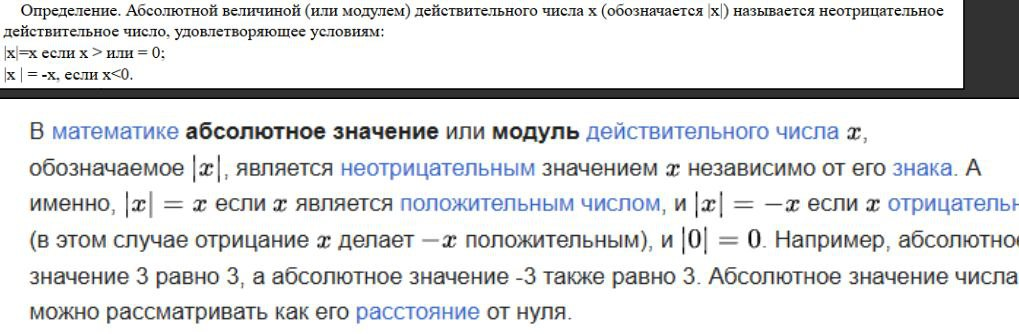 Определение. Абсолютной величиной (или модулем) действительного числа x (обозначается |x|) называется неотрицательное
действительное число, удовлетворяющее условиям:
|x|=x если x > или = 0;
|x | = -x, если x<0.
В математике абсолютное значение или модуль действительного числа x,
обозначаемое |x|, является неотрицательным значением x независимо от его знака. А
именно, |x| = x если x является положительным числом, и |x| = −x если x отрицательн
(в этом случае отрицание x делает −x положительным), и |0| = 0. Например, абсолютно
значение 3 равно 3, а абсолютное значение -3 также равно 3. Абсолютное значение числа
можно рассматривать как его расстояние от нуля.